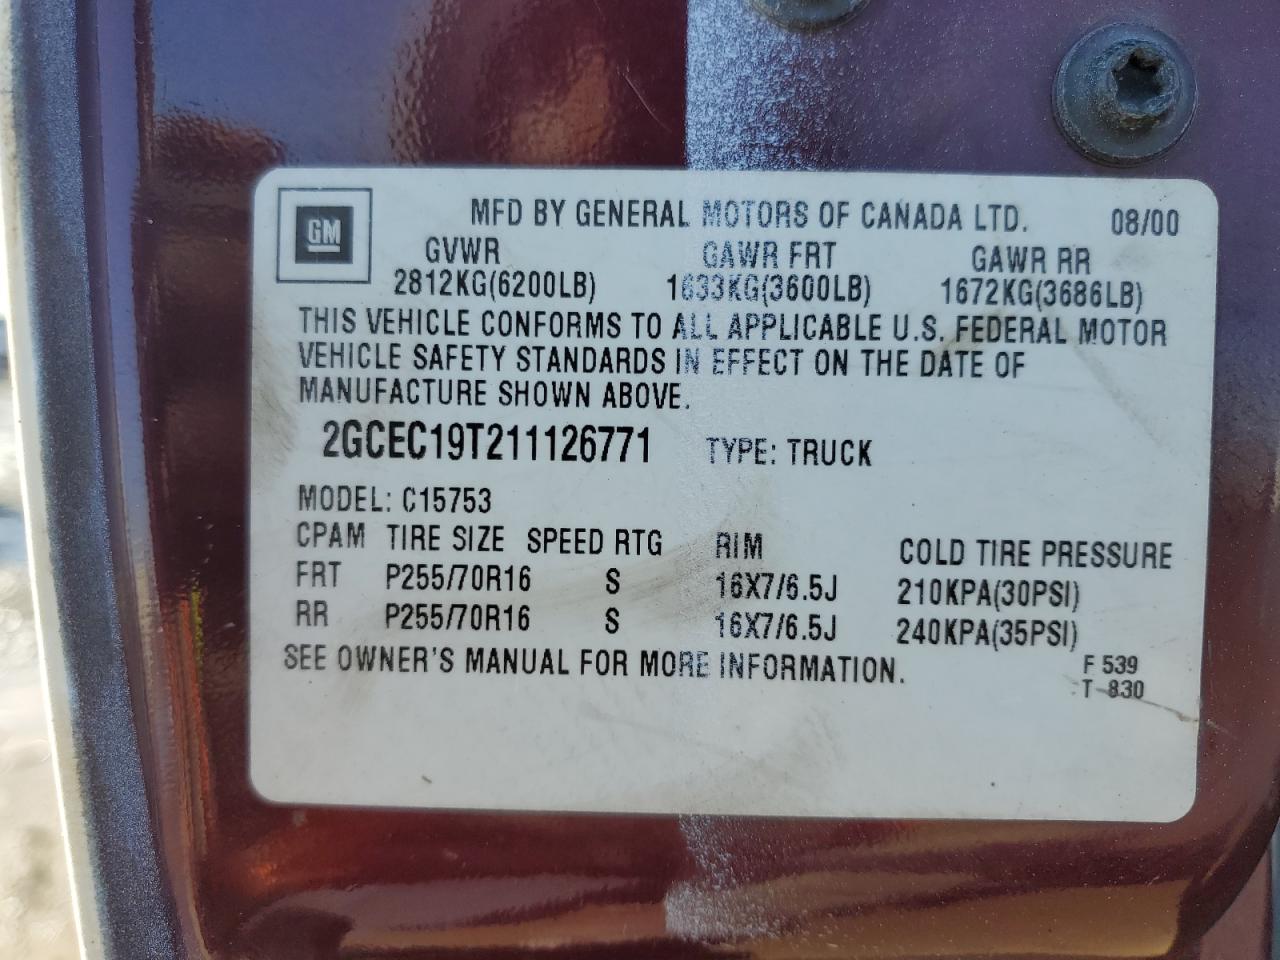 GM
MFD BY GENERAL MOTORS OF CANADA LTD. 08/00
GVWR GAWR FRT GAWR RR
2812KG(6200LB) 1633KG(3600LB) 1672KG(3686LB)
THIS VEHICLE CONFORMS TO ALL APPLICABLE U.S. FEDERAL MOTOR
VEHICLE SAFETY STANDARDS IN EFFECT ON THE DATE OF
MANUFACTURE SHOWN ABOVE.
2GCEC19T211126771 TYPE: TRUCK
MODEL: C15753
CPAM TIRE SIZE SPEED RTG RIM COLD TIRE PRESSURE
FRT P255/70R16 S 16X7/6.5J 210KPA(30PSI)
RR P255/70R16 S 16X7/6.5J 240KPA(35PSI)
SEE OWNER'S MANUAL FOR MORE INFORMATION. F 539
T 830